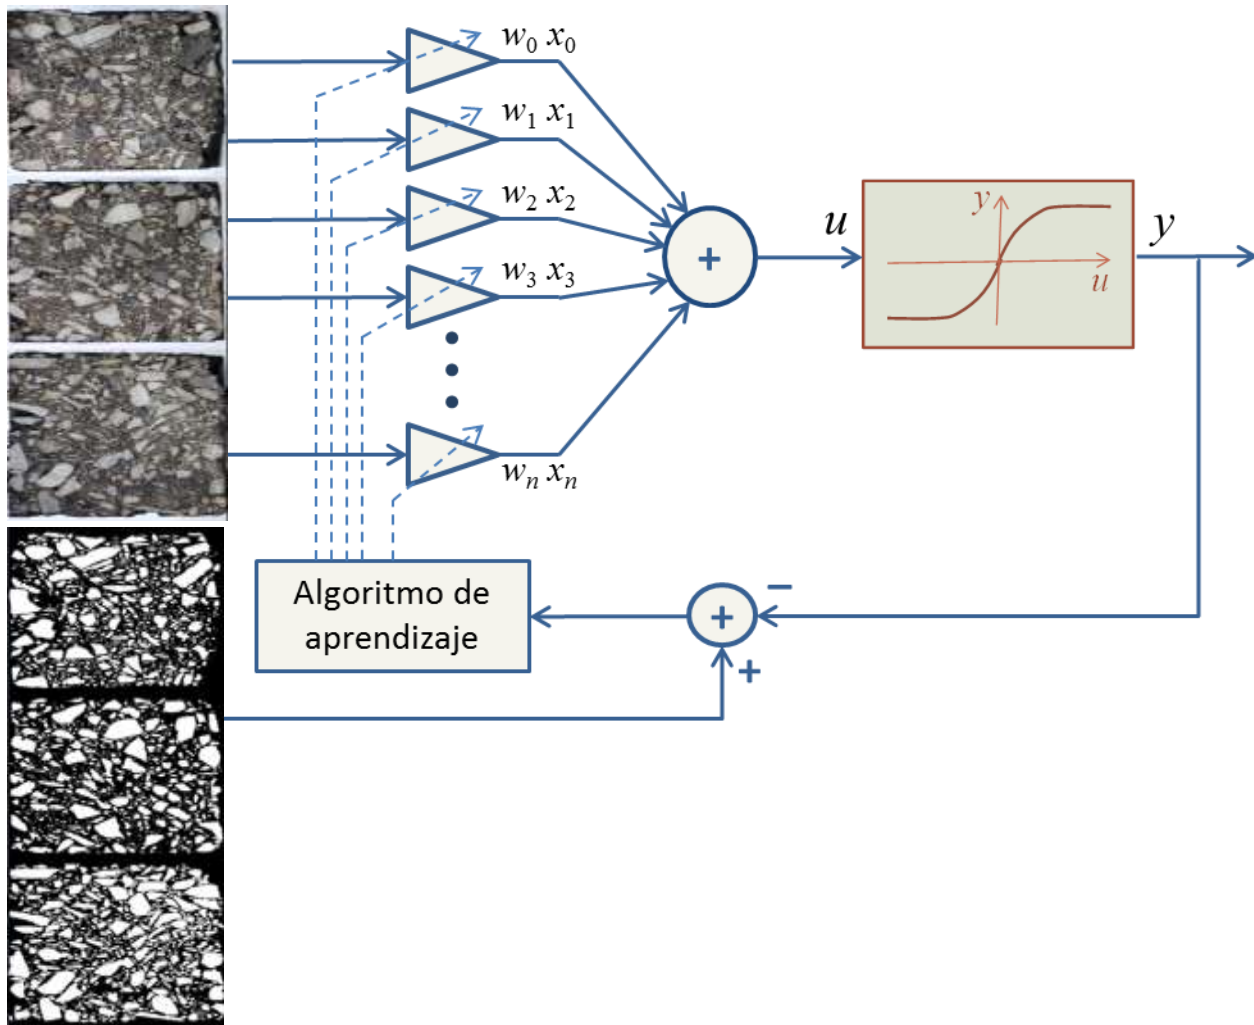 w₀ x₀
w₁ x₁
w₂ x₂
w₃ x₃
wₙ xₙ
+
u
y
u
y
Algoritmo de
aprendizaje
+
−
+